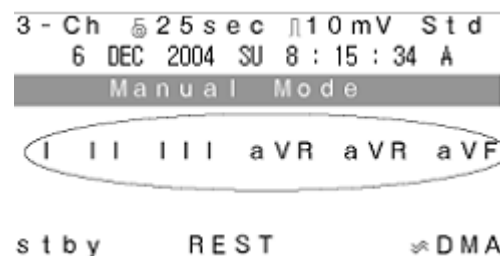 3-Ch 25sec 10mV Std
6 DEC 2004 SU 8:15:34 A
Manual Mode
I II III aVR aVR aVF
stby REST DMA